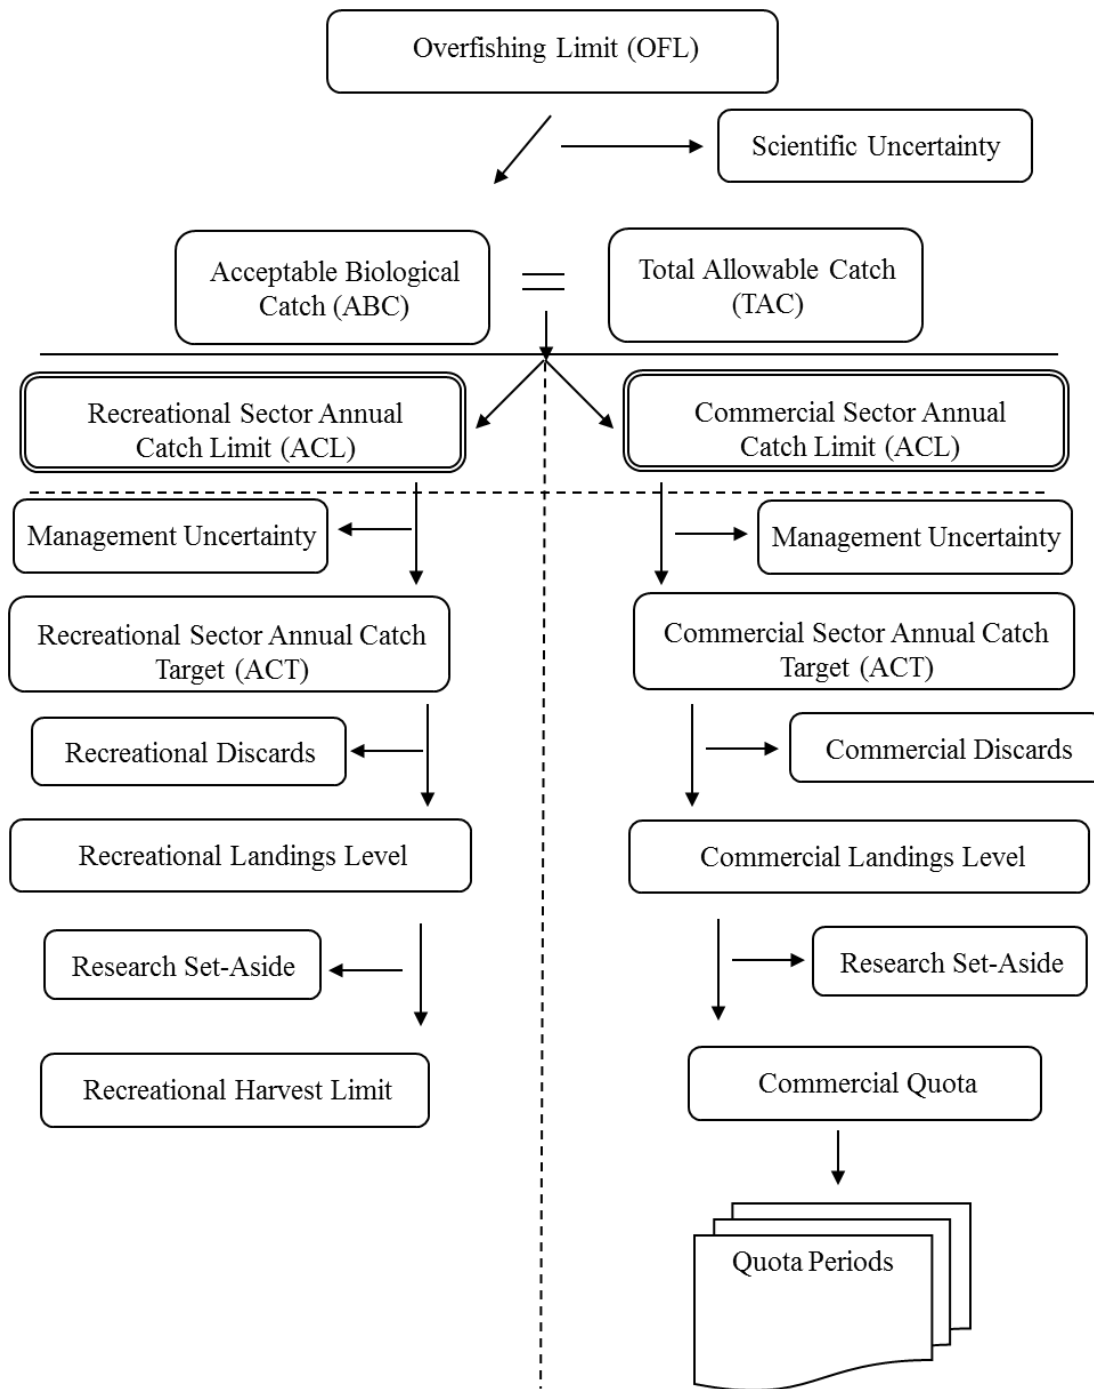 Overfishing Limit (OFL)
Scientific Uncertainty
Acceptable Biological
Catch (ABC)
Total Allowable Catch
(TAC)
Recreational Sector Annual
Catch Limit (ACL)
Commercial Sector Annual
Catch Limit (ACL)
Management Uncertainty
Management Uncertainty
Recreational Sector Annual Catch
Target (ACT)
Commercial Sector Annual Catch
Target (ACT)
Recreational Discards
Commercial Discards
Recreational Landings Level
Commercial Landings Level
Research Set-Aside
Research Set-Aside
Recreational Harvest Limit
Commercial Quota
Quota Periods